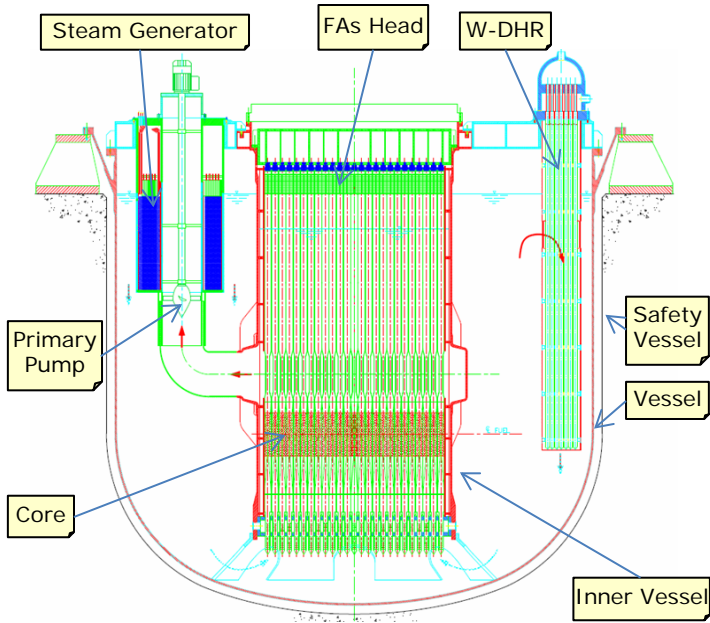 Steam Generator
FAs Head
W-DHR
Primary
Pump
Safety
Vessel
Vessel
Core
Inner Vessel